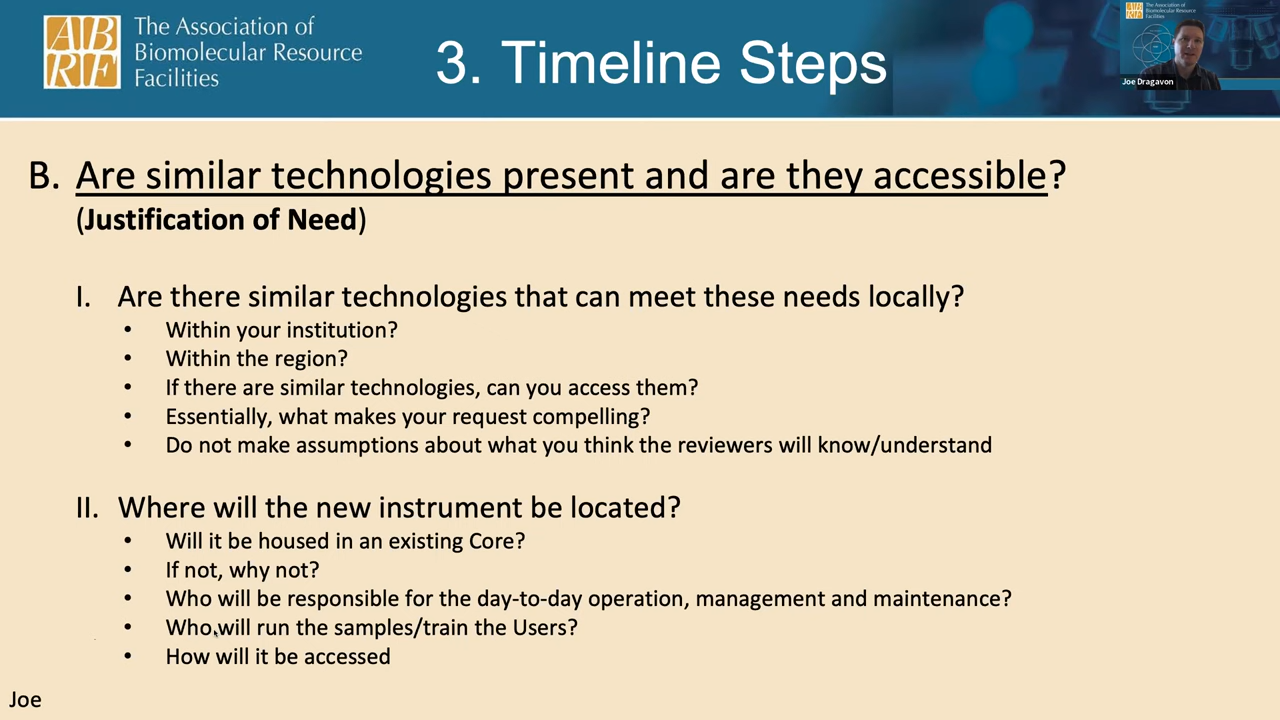 ABRF
The Association of
Biomolecular Resource
Facilities
3. Timeline Steps
Joe Dragavon
B. Are similar technologies present and are they accessible?
(Justification of Need)
I. Are there similar technologies that can meet these needs locally?
• Within your institution?
• Within the region?
• If there are similar technologies, can you access them?
• Essentially, what makes your request compelling?
• Do not make assumptions about what you think the reviewers will know/understand
II. Where will the new instrument be located?
• Will it be housed in an existing Core?
• If not, why not?
• Who will be responsible for the day-to-day operation, management and maintenance?
• Who will run the samples/train the Users?
• How will it be accessed
Joe